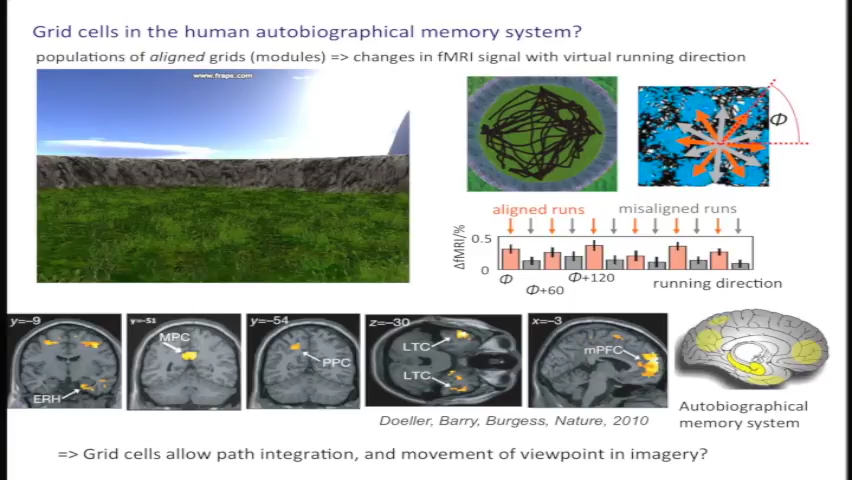 Grid cells in the human autobiographical memory system?
populations of aligned grids (modules) => changes in fMRI signal with virtual running direction
www.fraps.com
Φ
aligned runs misaligned runs
ΔfMRI/%
0.5
0
Φ
Φ+60
Φ+120
running direction
y=-9
ERH
y=-51
MPC
y=-54
PPC
z=-30
LTC
LTC
x=-3
mPFC
Autobiographical
memory system
Doeller, Barry, Burgess, Nature, 2010
=> Grid cells allow path integration, and movement of viewpoint in imagery?